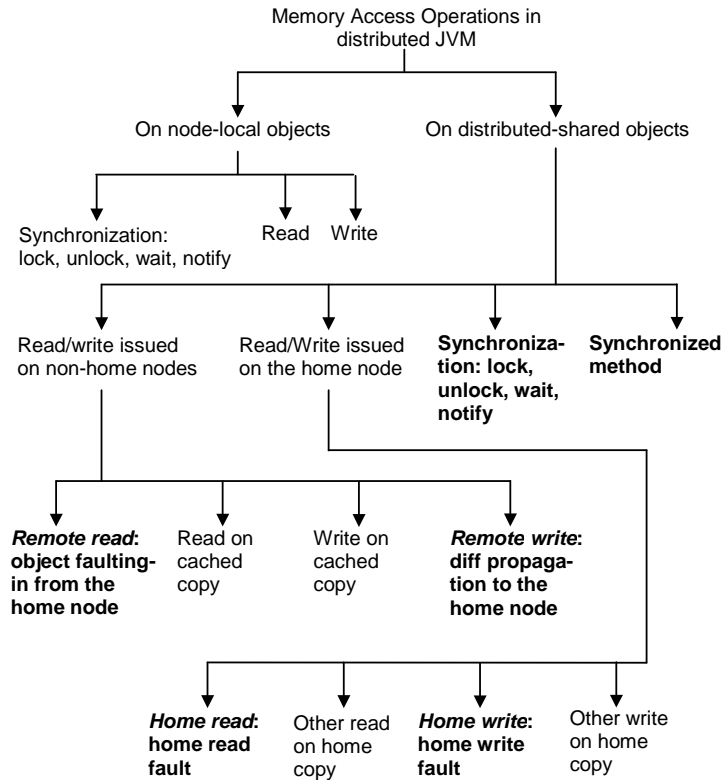 Memory Access Operations in
distributed JVM
On node-local objects
On distributed-shared objects
Synchronization:
lock, unlock, wait, notify
Read
Write
Read/write issued
on non-home nodes
Read/Write issued
on the home node
Synchroniza-
tion: lock,
unlock, wait,
notify
Synchronized
method
Remote read:
object faulting-
in from the
home node
Read on
cached
copy
Write on
cached
copy
Remote write:
diff propaga-
tion to the
home node
Home read:
home read
fault
Other read
on home
copy
Home write:
home write
fault
Other write
on home
copy